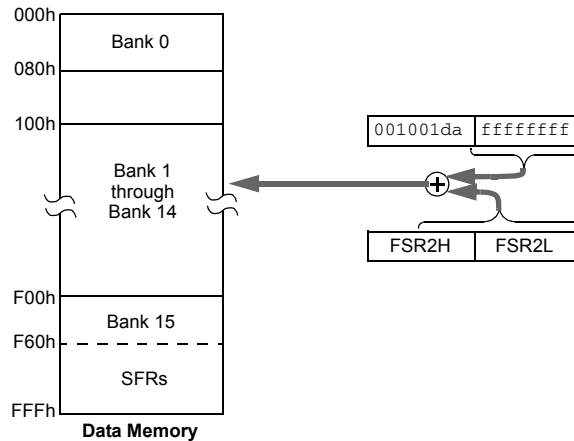 000h
Bank 0
080h
100h
001001da ffffffff
Bank 1
through
Bank 14
FSR2H FSR2L
F00h
Bank 15
F60h
SFRs
FFFh
Data Memory